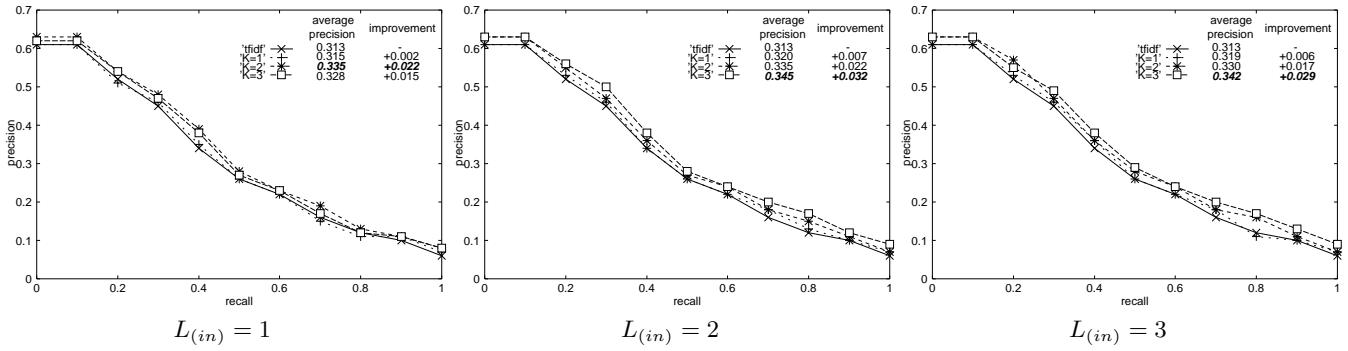 average
precision improvement
'tfidf' 0.313 -
'K=1' 0.315 +0.002
'K=2' 0.335 +0.022
'K=3' 0.328 +0.015
0.7
0.6
0.5
0.4
0.3
0.2
0.1
0
precision
0 0.2 0.4 0.6 0.8 1
recall
L(in) = 1
average
precision improvement
'tfidf' 0.313 -
'K=1' 0.320 +0.007
'K=2' 0.335 +0.022
'K=3' 0.345 +0.032
0.7
0.6
0.5
0.4
0.3
0.2
0.1
0
precision
0 0.2 0.4 0.6 0.8 1
recall
L(in) = 2
average
precision improvement
'tfidf' 0.313 -
'K=1' 0.319 +0.006
'K=2' 0.330 +0.017
'K=3' 0.342 +0.029
0.7
0.6
0.5
0.4
0.3
0.2
0.1
0
precision
0 0.2 0.4 0.6 0.8 1
recall
L(in) = 3